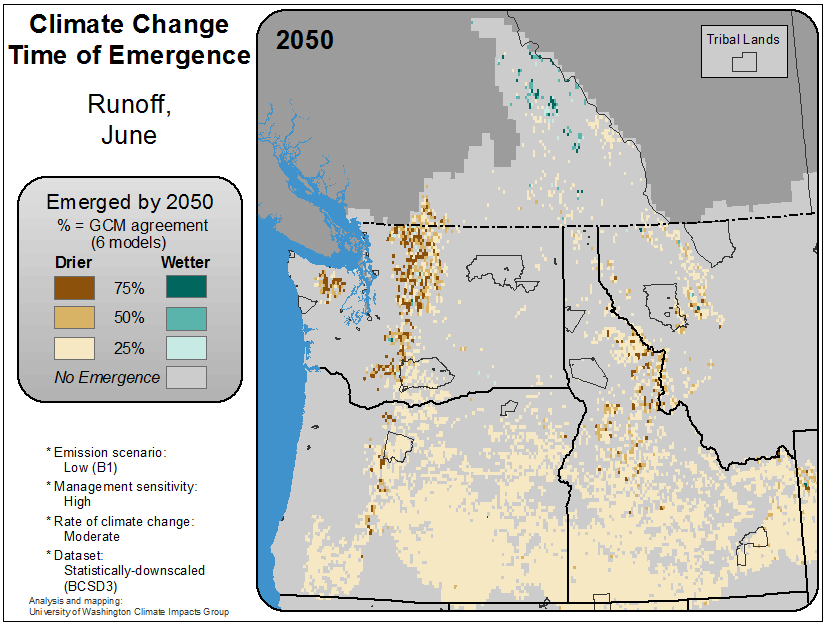 Climate Change
Time of Emergence
Runoff,
June
Emerged by 2050
% = GCM agreement
(6 models)
Drier Wetter
75%
50%
25%
No Emergence
* Emission scenario:
Low (B1)
* Management sensitivity:
High
* Rate of climate change:
Moderate
* Dataset:
Statistically-downscaled
(BCSD3)
Analysis and mapping:
University of Washington Climate Impacts Group
2050
Tribal Lands